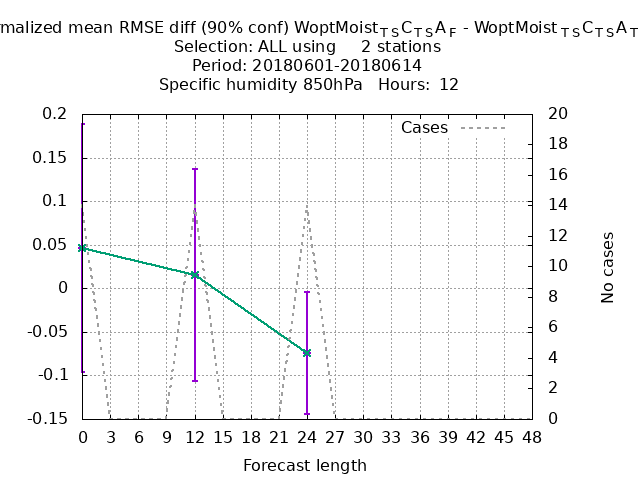 rmalized mean RMSE diff (90% conf) WoptMoist T S C T S A F - WoptMoist T S C T S A T
Selection: ALL using 2 stations
Period: 20180601-20180614
Specific humidity 850hPa Hours: 12
Cases
0.2
0.15
0.1
0.05
0
-0.05
-0.1
-0.15
20
18
16
14
12
10
8
6
4
2
0
No cases
0 3 6 9 12 15 18 21 24 27 30 33 36 39 42 45 48
Forecast length